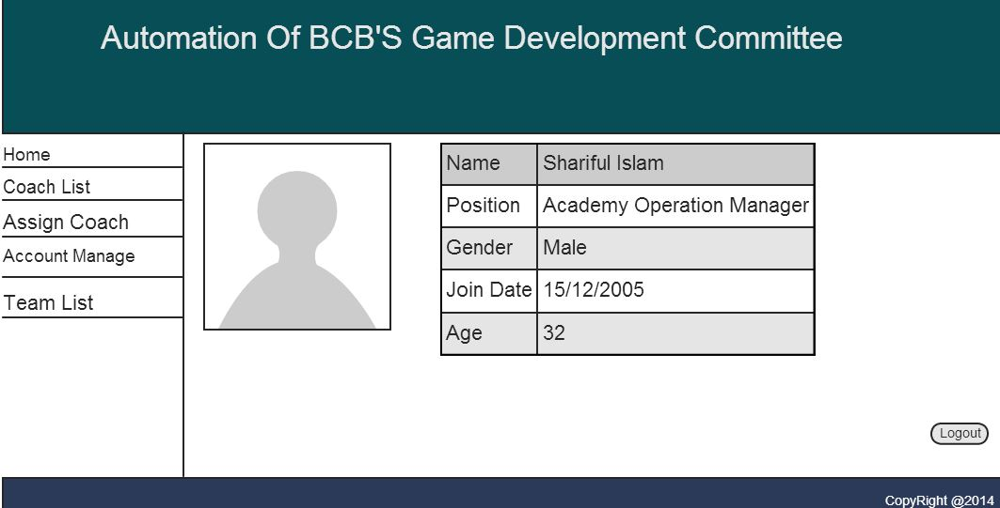 Automation Of BCB'S Game Development Committee
Home
Coach List
Assign Coach
Account Manage
Team List
Name Shariful Islam
Position Academy Operation Manager
Gender Male
Join Date 15/12/2005
Age 32
Logout
CopyRight @2014